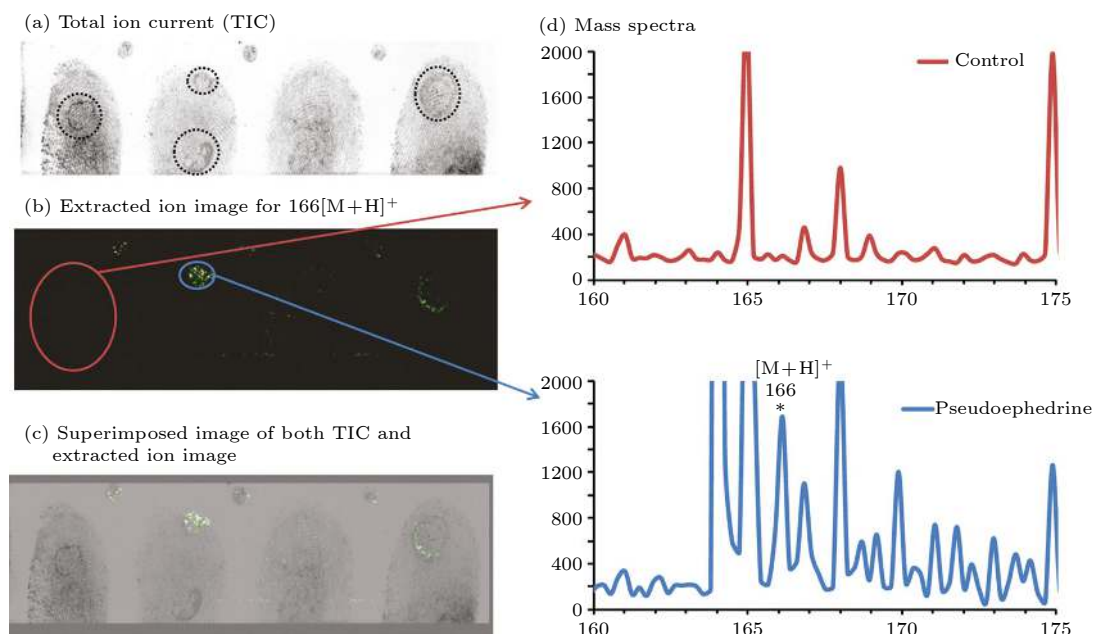 (a) Total ion current (TIC)
(b) Extracted ion image for 166[M+H]⁺
(c) Superimposed image of both TIC and
extracted ion image
(d) Mass spectra
2000
1600
1200
800
400
0
160
165
170
175
Control
2000
1600
1200
800
400
0
160
165
170
175
[M+H]⁺
166
*
Pseudoephedrine